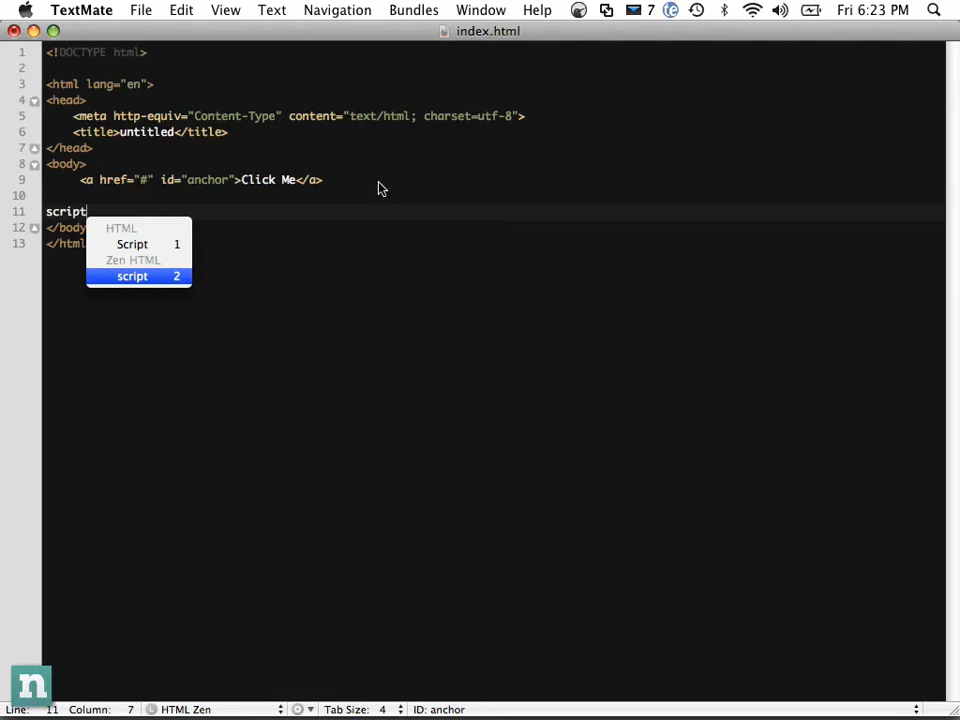 TextMate File Edit View Text Navigation Bundles Window Help 7 Fri 6:23 PM
index.html
1 <!DOCTYPE html>
2
3 <html lang="en">
4 <head>
5 <meta http-equiv="Content-Type" content="text/html; charset=utf-8">
6 <title>untitled</title>
7 </head>
8 <body>
9 <a href="#" id="anchor">Click Me</a>
10
11 script
12 </body
13 </html
HTML
Script 1
Zen HTML
script 2
n
Line: 11 Column: 7 L HTML Zen Tab Size: 4 ID: anchor